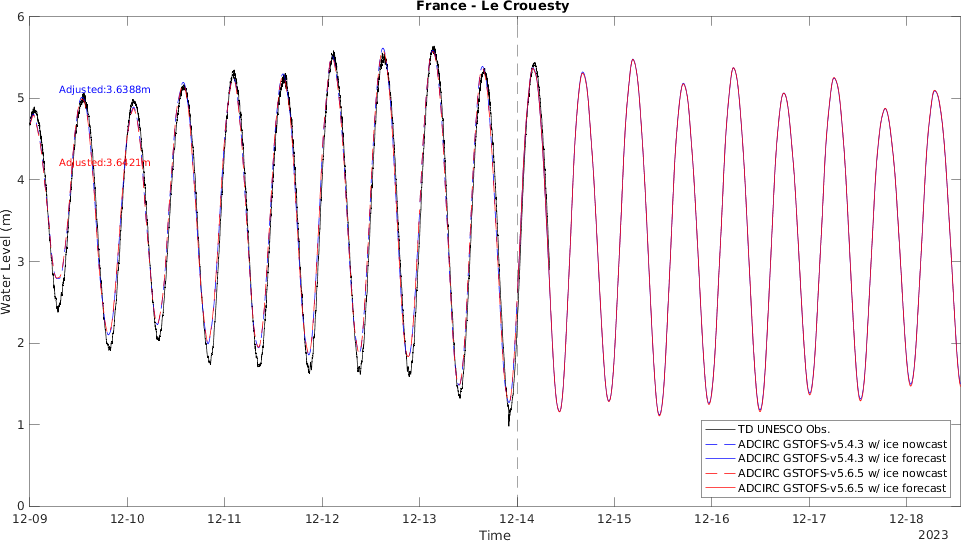 France - Le Crouesty
6
5
4
3
2
1
0
Water Level (m)
Adjusted:3.6388m
Adjusted:3.6421m
TD UNESCO Obs.
ADCIRC GSTOFS-v5.4.3 w/ ice nowcast
ADCIRC GSTOFS-v5.4.3 w/ ice forecast
ADCIRC GSTOFS-v5.6.5 w/ ice nowcast
ADCIRC GSTOFS-v5.6.5 w/ ice forecast
12-09 12-10 12-11 12-12 12-13 12-14 12-15 12-16 12-17 12-18
Time
2023